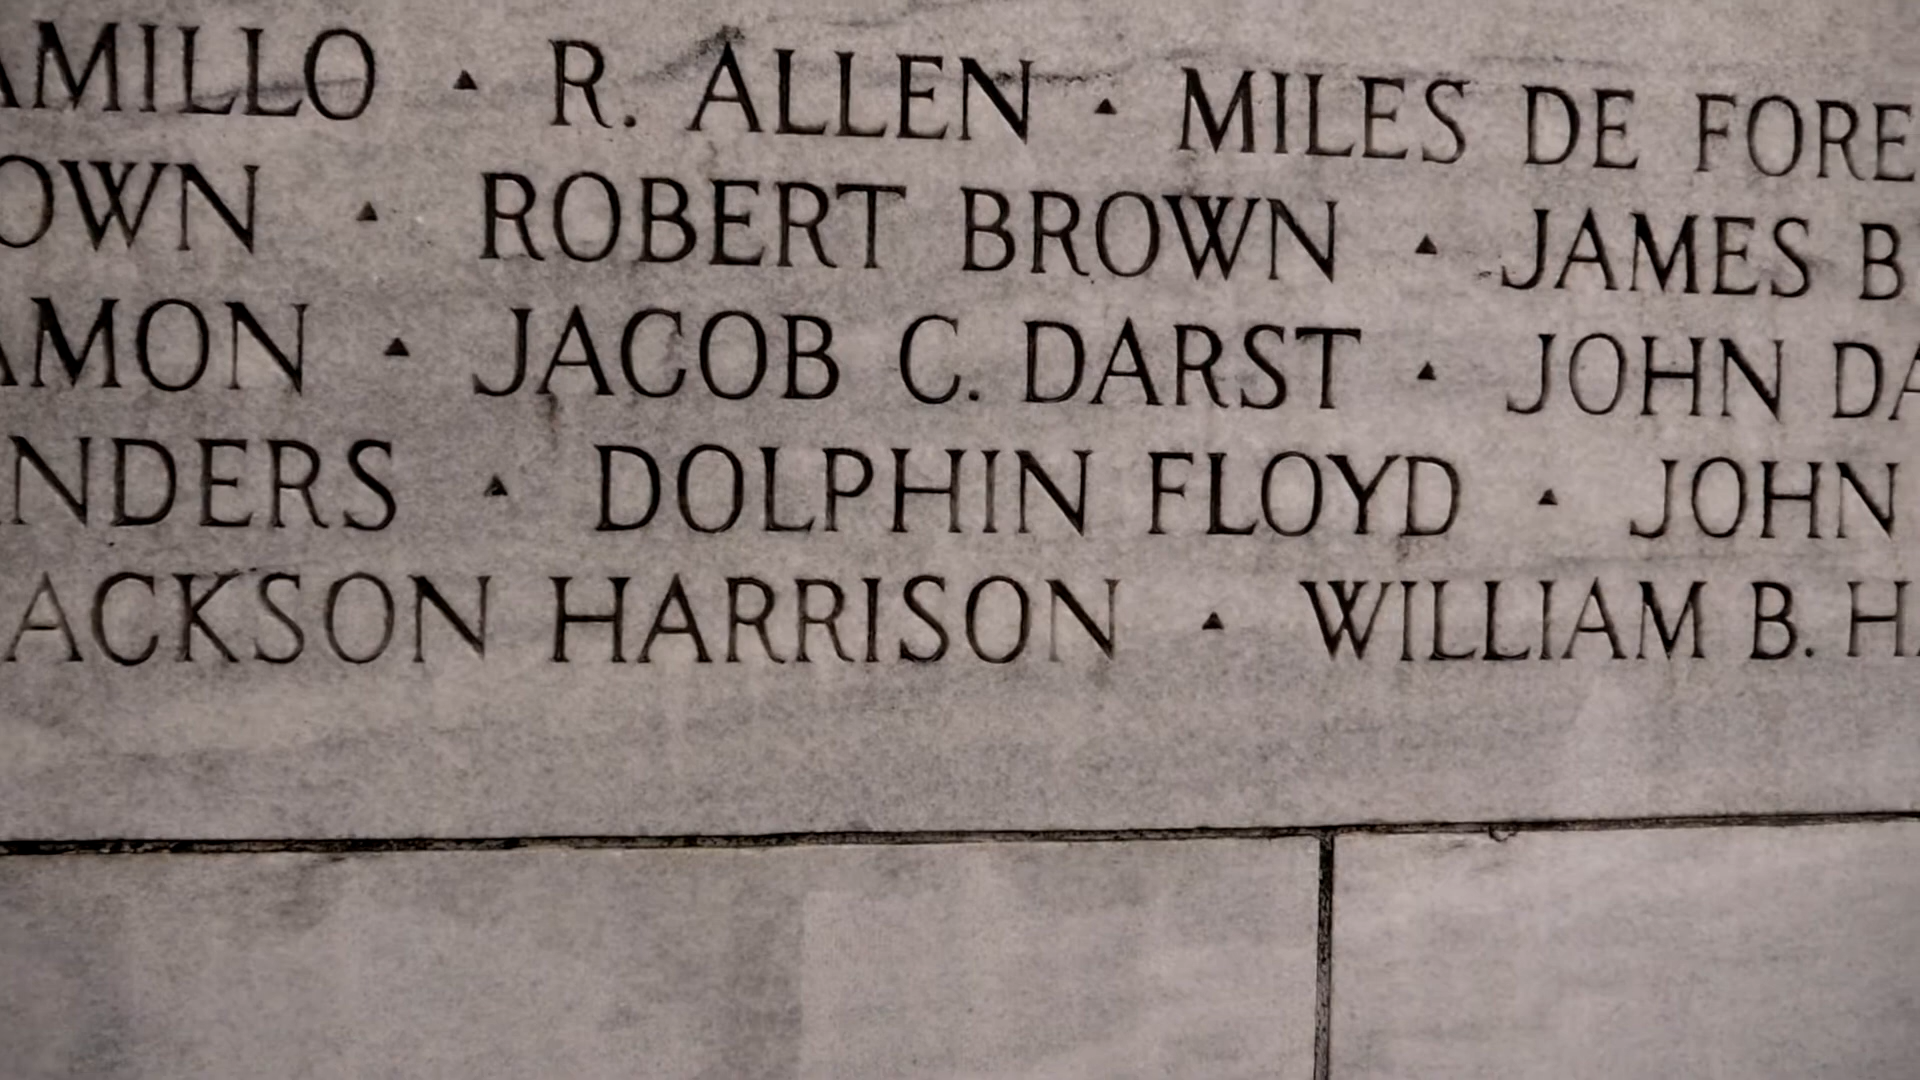 AMILLO ▴ R. ALLEN ▴ MILES DE FORE
OWN ▴ ROBERT BROWN ▴ JAMES B
AMON ▴ JACOB C. DARST ▴ JOHN DA
NDERS ▴ DOLPHIN FLOYD ▴ JOHN
ACKSON HARRISON ▴ WILLIAM B. HA